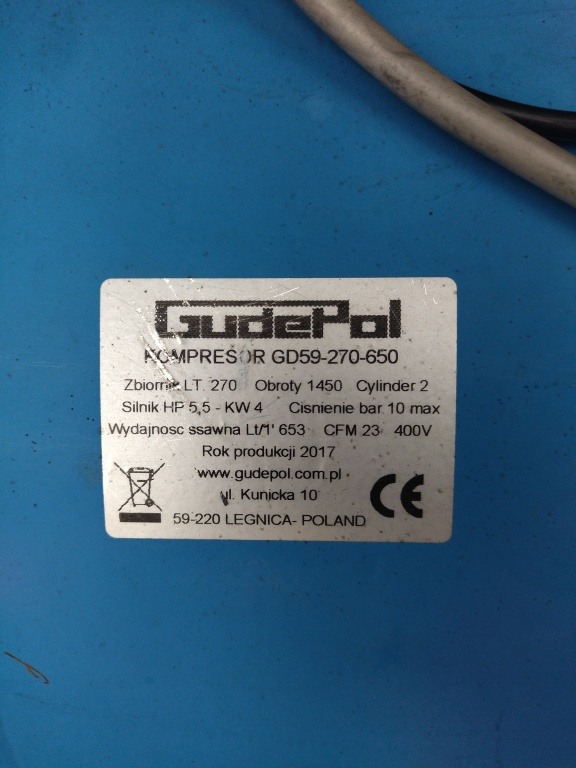 GudePol
KOMPRESOR GD59-270-650
Zbiornik LT. 270 Obroty 1450 Cylinder 2
Silnik HP 5,5 - KW 4 Cisnienie bar 10 max
Wydajnosc ssawna Lt/1' 653 CFM 23 400V
Rok produkcji 2017
www.gudepol.com.pl
ul. Kunicka 10
59-220 LEGNICA- POLAND
CE